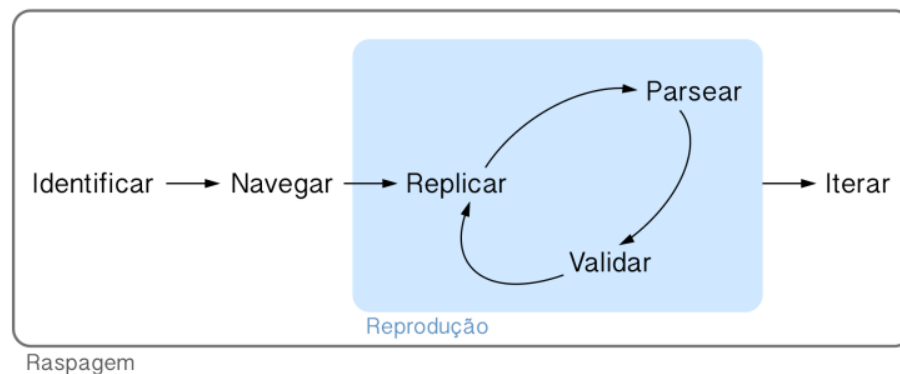 Parsear
Identificar
Navegar
Replicar
Iterar
Validar
Reprodução
Raspagem